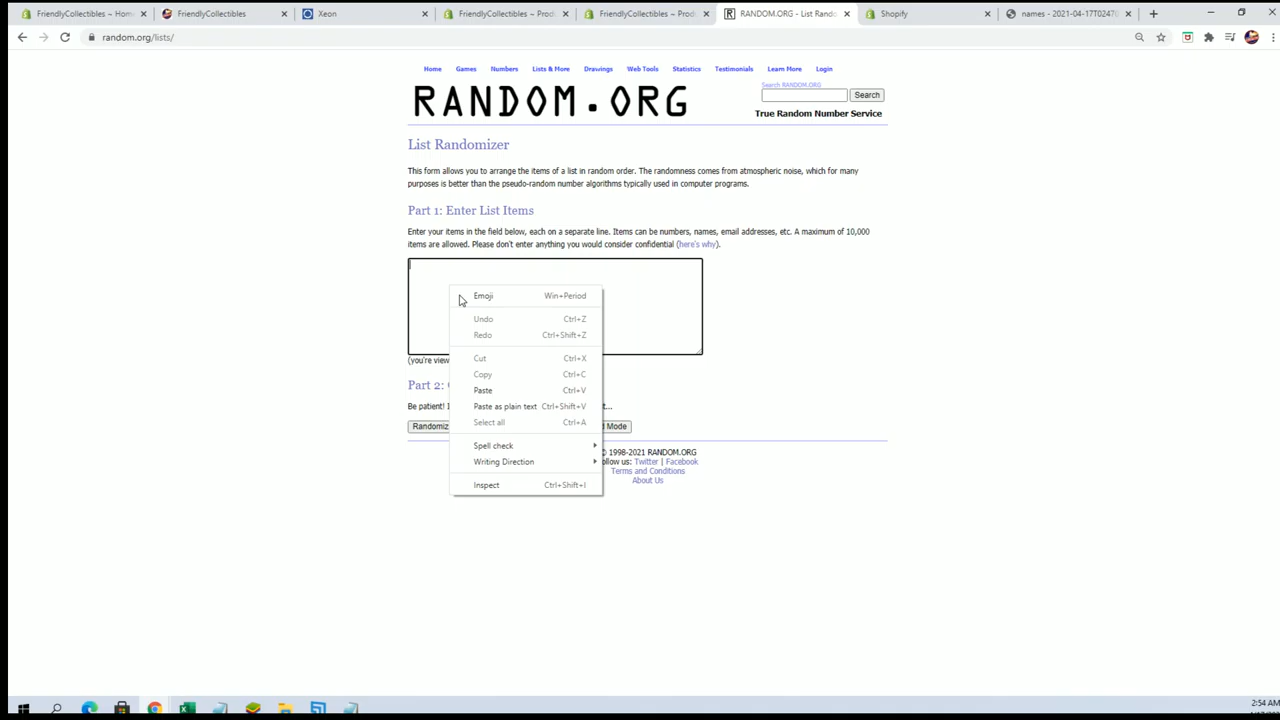 FriendlyCollectibles ~ Hom
FriendlyCollectibles
Xeon
FriendlyCollectibles ~ Prod
FriendlyCollectibles ~ Prod
RANDOM.ORG - List Rando
Shopify
names - 2021-04-17T02476
random.org/lists/
Home Games Numbers Lists & More Drawings Web Tools Statistics Testimonials Learn More Login
RANDOM.ORG
Search RANDOM.ORG
Search
True Random Number Service
List Randomizer
This form allows you to arrange the items of a list in random order. The randomness comes from atmospheric noise, which for many
purposes is better than the pseudo-random number algorithms typically used in computer programs.
Part 1: Enter List Items
Enter your items in the field below, each on a separate line. Items can be numbers, names, email addresses, etc. A maximum of 10,000
items are allowed. Please don't enter anything you would consider confidential (here's why).
Emoji Win+Period
Undo Ctrl+Z
Redo Ctrl+Shift+Z
Cut Ctrl+X
Copy Ctrl+C
Paste Ctrl+V
Paste as plain text Ctrl+Shift+V
Select all Ctrl+A
Spell check
Writing Direction
Inspect Ctrl+Shift+I
(you're view
Part 2:
Be patient! t...
Randomiz d Mode
© 1998-2021 RANDOM.ORG
ollow us: Twitter | Facebook
Terms and Conditions
About Us
2:54 AM